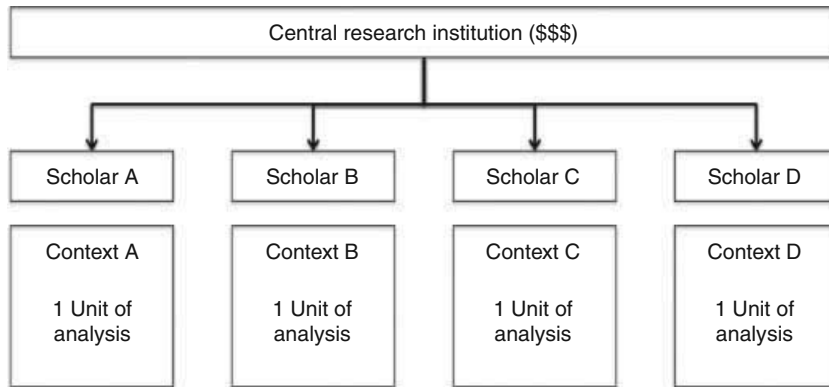 Central research institution ($$$)
Scholar A
Scholar B
Scholar C
Scholar D
Context A
1 Unit of
analysis
Context B
1 Unit of
analysis
Context C
1 Unit of
analysis
Context D
1 Unit of
analysis